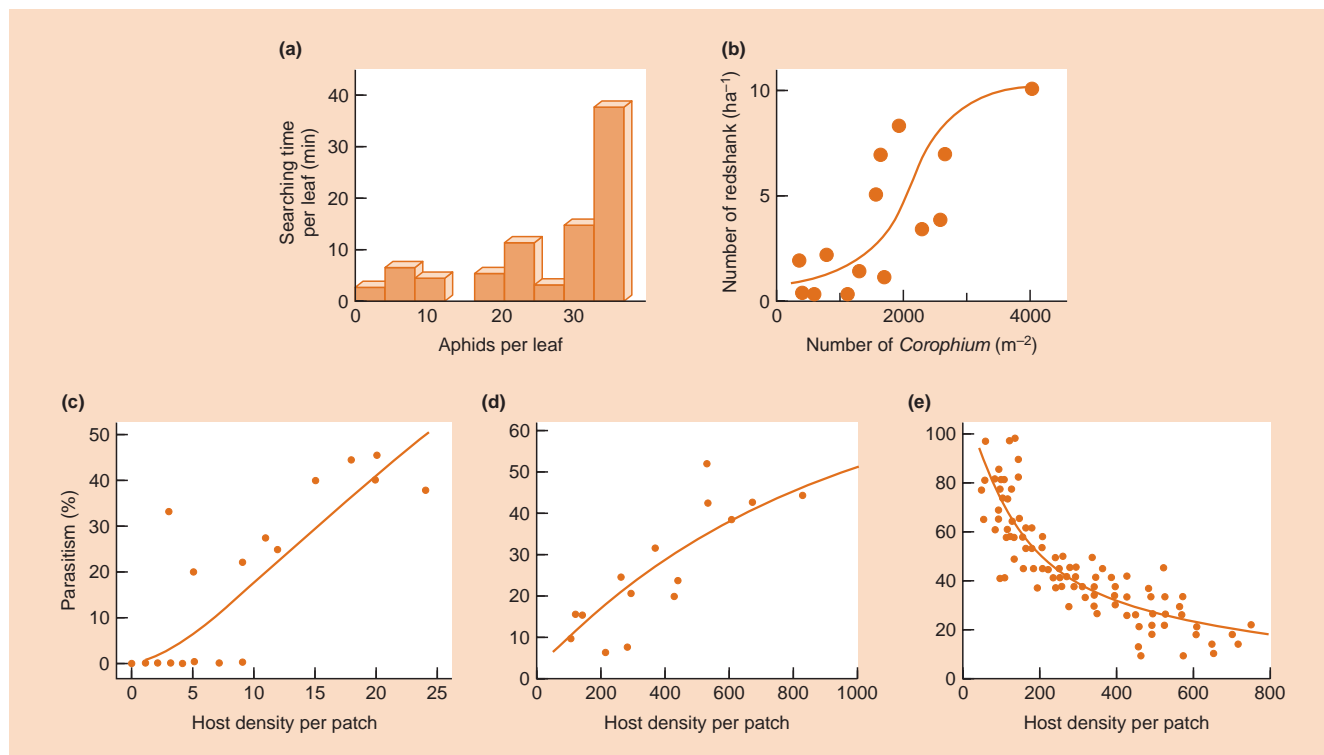 (a)
40
30
20
10
0
Searching time
per leaf (min)
0 10 20 30
Aphids per leaf
(b)
10
5
0
Number of redshank (ha⁻¹)
0 2000 4000
Number of Corophium (m⁻²)
(c)
50
40
30
20
10
0
Parasitism (%)
0 5 10 15 20 25
Host density per patch
(d)
60
50
40
30
20
10
0
0 200 400 600 800 1000
Host density per patch
(e)
100
80
60
40
20
0
0 200 400 600 800
Host density per patch